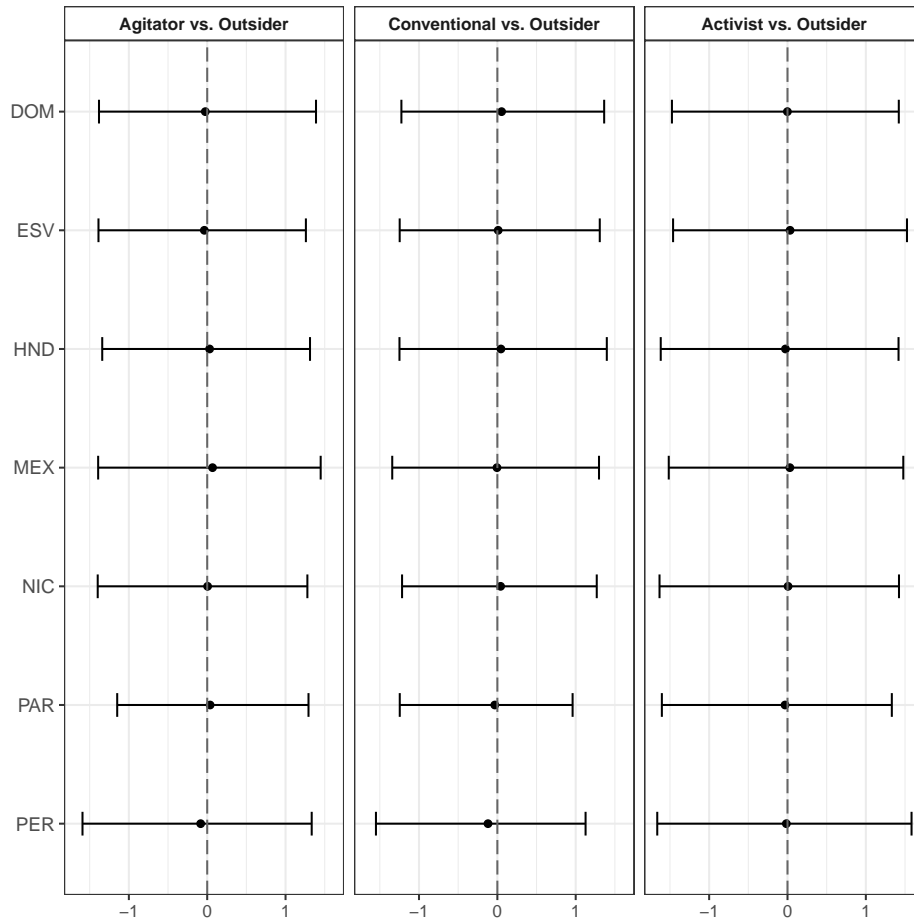 Agitator vs. Outsider Conventional vs. Outsider Activist vs. Outsider
DOM
ESV
HND
MEX
NIC
PAR
PER
−1 0 1 −1 0 1 −1 0 1